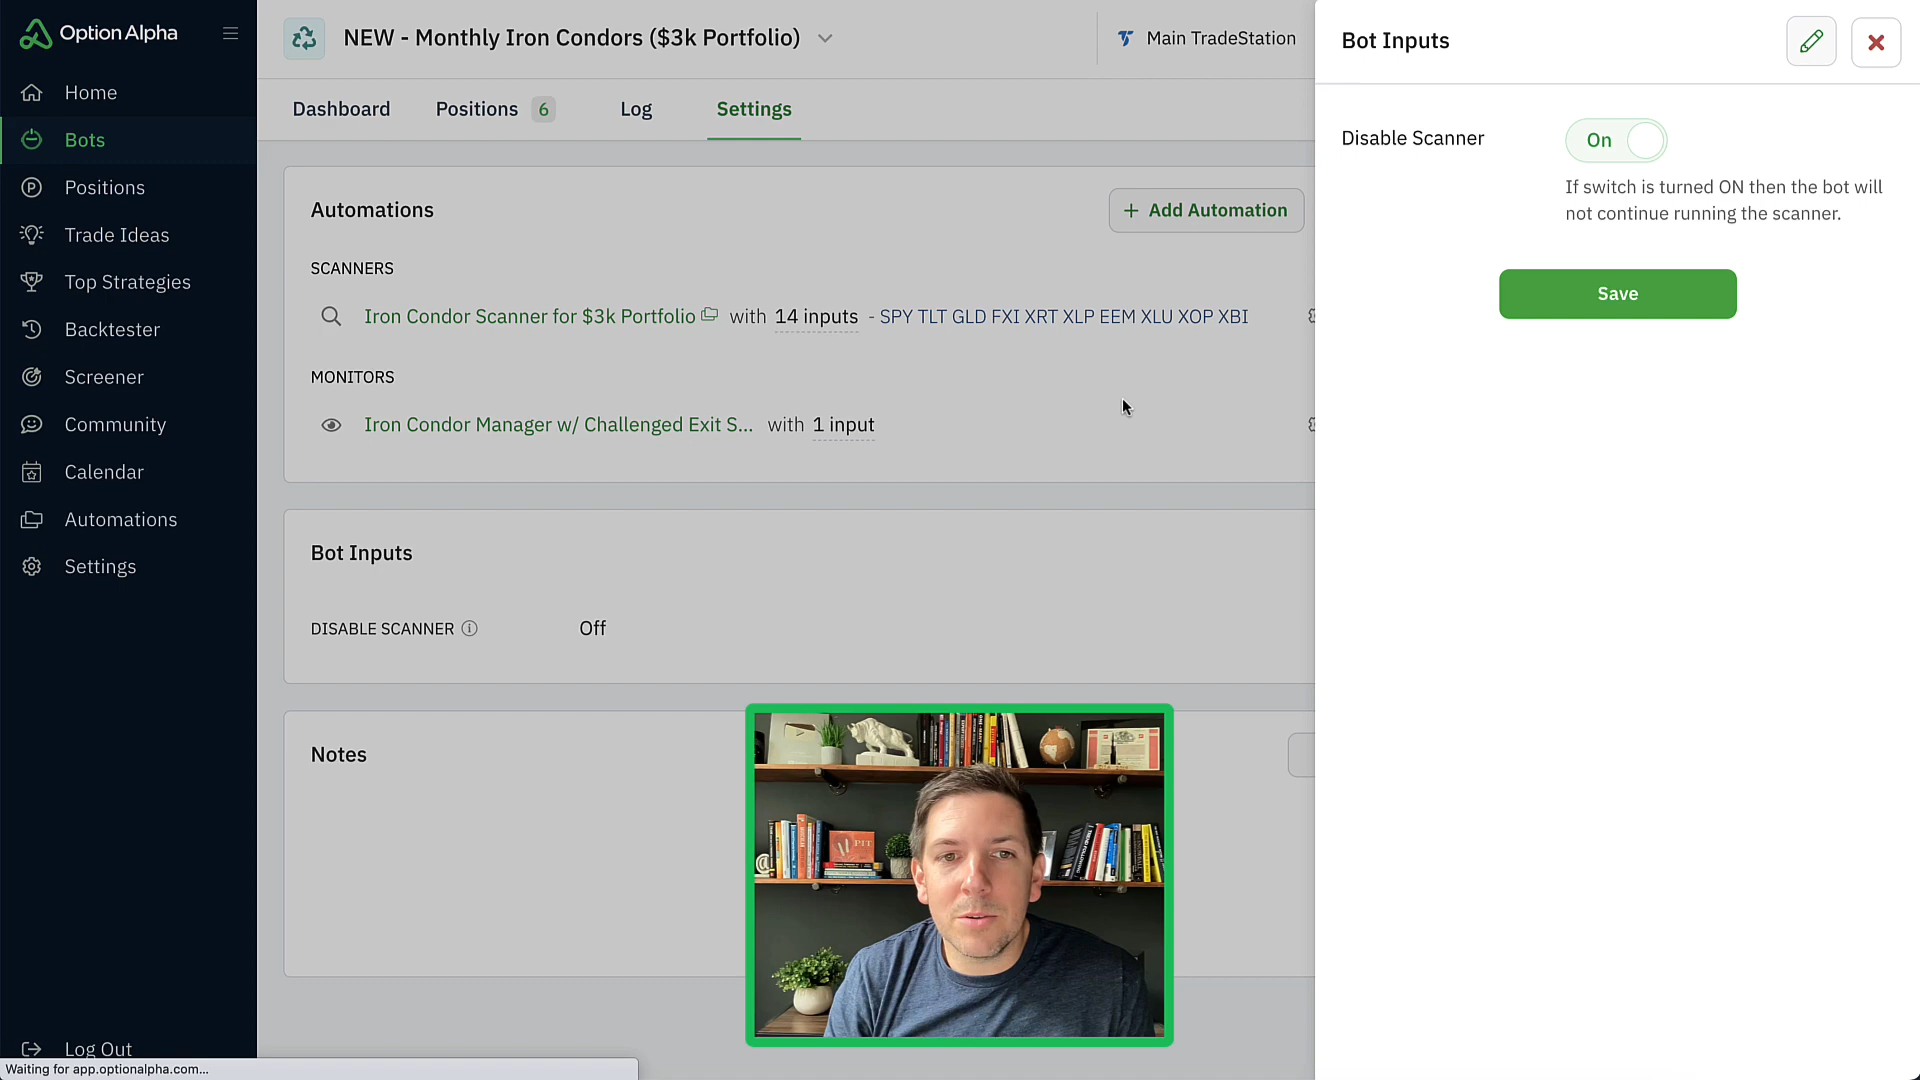 Option Alpha
Home
Bots
Positions
Trade Ideas
Top Strategies
Backtester
Screener
Community
Calendar
Automations
Settings
Log Out
Waiting for app.optionalpha.com...
NEW - Monthly Iron Condors ($3k Portfolio)
Main TradeStation
Dashboard
Positions 6
Log
Settings
Automations
+ Add Automation
SCANNERS
Iron Condor Scanner for $3k Portfolio with 14 inputs - SPY TLT GLD FXI XRT XLP EEM XLU XOP XBI
MONITORS
Iron Condor Manager w/ Challenged Exit S... with 1 input
Bot Inputs
DISABLE SCANNER Off
Notes
PIT
Bot Inputs
Disable Scanner
On
If switch is turned ON then the bot will
not continue running the scanner.
Save